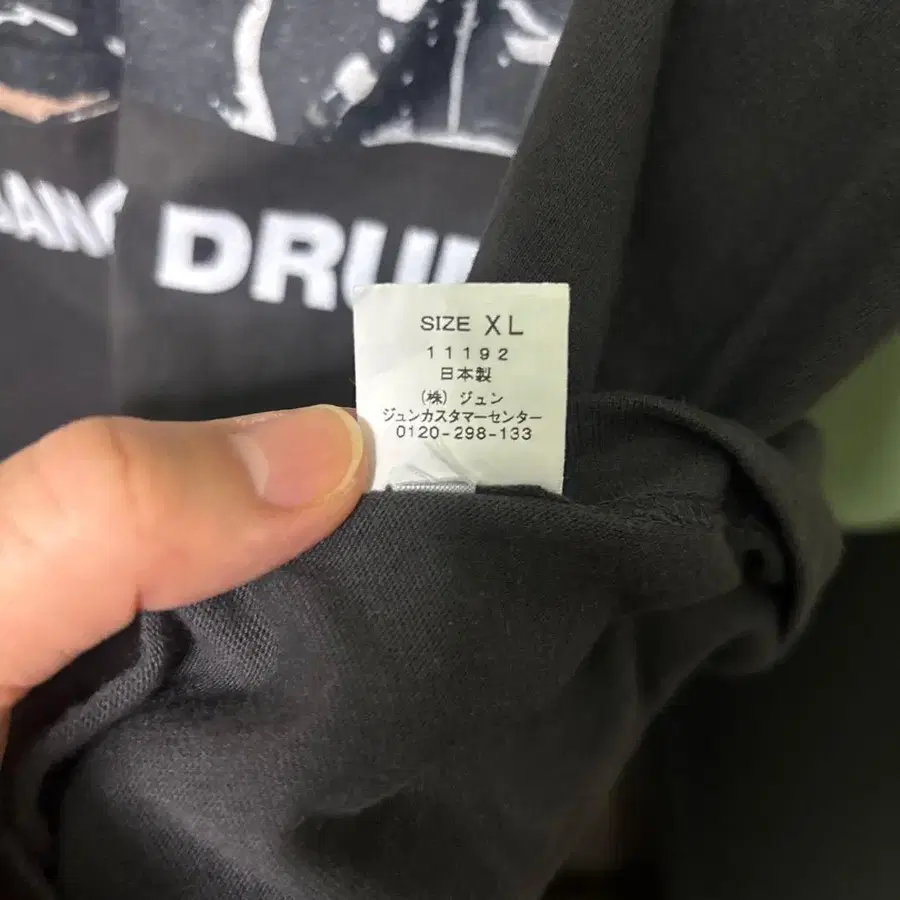 DRU
SIZE XL
11192
日本製
(株) ジュン
ジュンカスタマーセンター
0120-298-133